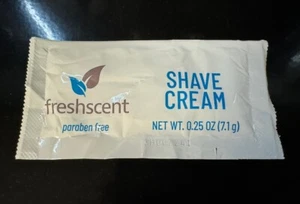 freshscent
paraben free
SHAVE
CREAM
NET WT. 0.25 OZ (7.1 g)